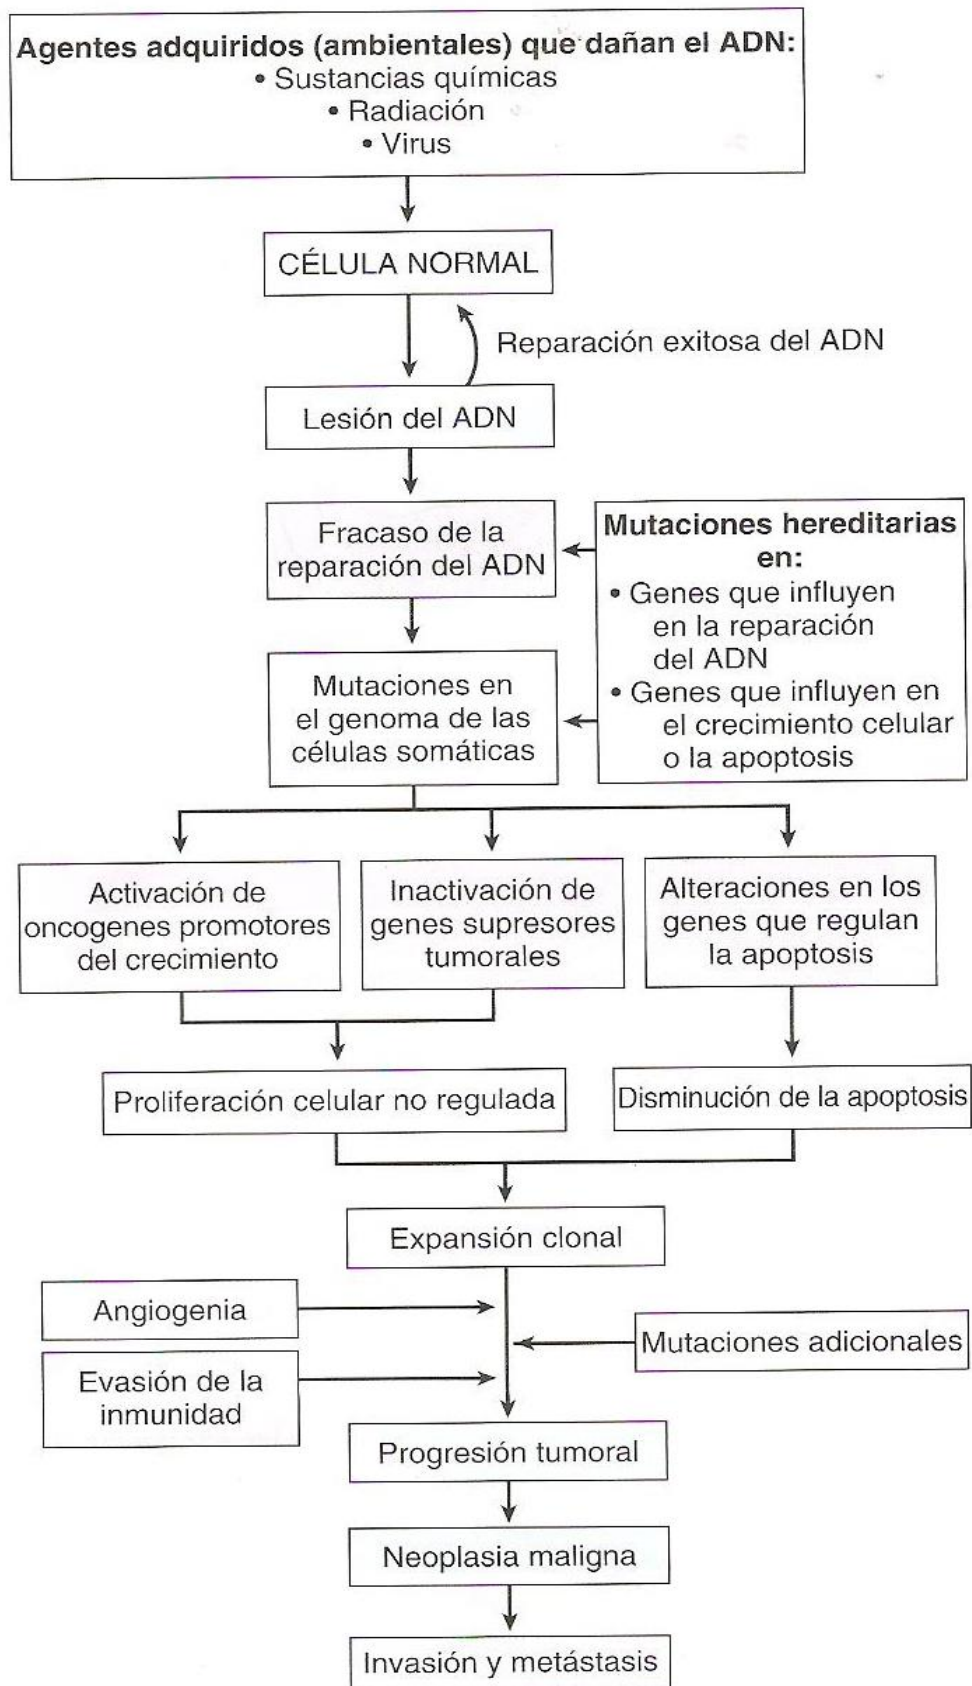 Agentes adquiridos (ambientales) que dañan el ADN:
• Sustancias químicas
• Radiación
• Virus
CÉLULA NORMAL
Reparación exitosa del ADN
Lesión del ADN
Fracaso de la
reparación del ADN
Mutaciones hereditarias
en:
• Genes que influyen
en la reparación
del ADN
• Genes que influyen en
el crecimiento celular
o la apoptosis
Mutaciones en
el genoma de las
células somáticas
Activación de
oncogenes promotores
del crecimiento
Inactivación de
genes supresores
tumorales
Alteraciones en los
genes que regulan
la apoptosis
Proliferación celular no regulada
Disminución de la apoptosis
Expansión clonal
Angiogenia
Mutaciones adicionales
Evasión de la
inmunidad
Progresión tumoral
Neoplasia maligna
Invasión y metástasis